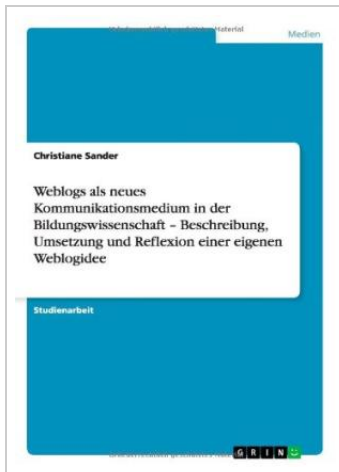 Medien
Christiane Sander
Weblogs als neues
Kommunikationsmedium in der
Bildungswissenschaft – Beschreibung,
Umsetzung und Reflexion einer eigenen
Weblogidee
Studienarbeit
GRIN